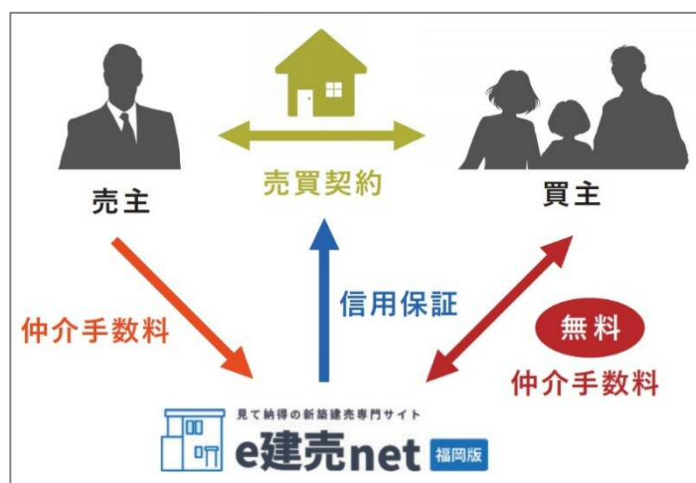 売買契約
売主
買主
仲介手数料
信用保証
無料
仲介手数料
見て納得の新築建売専門サイト
e建売net 福岡版